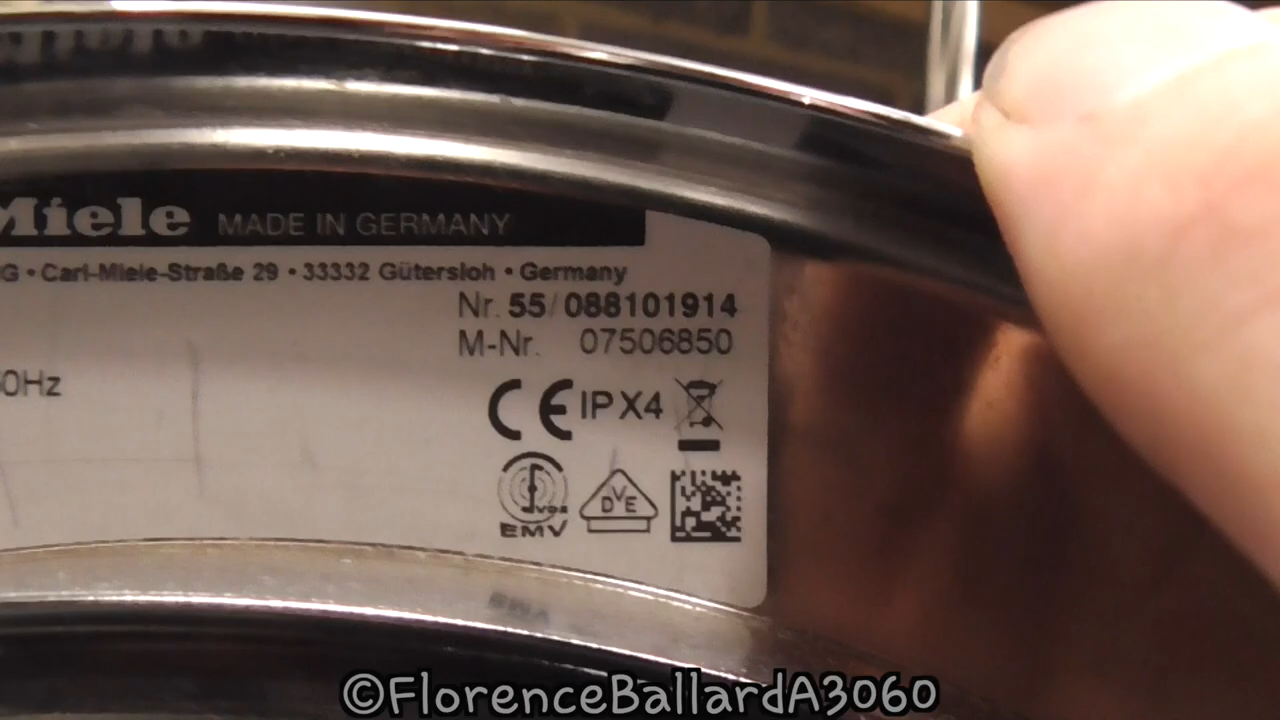 Miele MADE IN GERMANY
G • Carl-Miele-Straße 29 • 33332 Gütersloh • Germany
Nr. 55/ 088101914
M-Nr. 07506850
0Hz
CE IPX4
DVE
EMV
©FlorenceBallardA3060